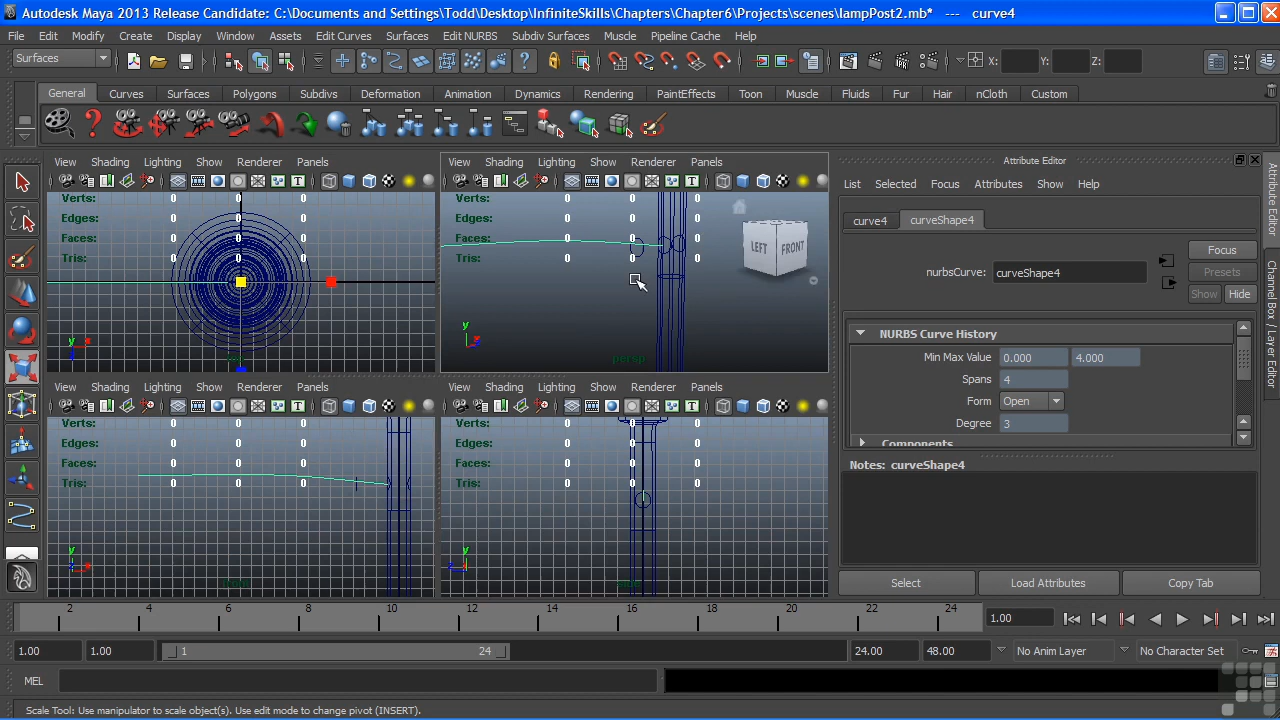 Autodesk Maya 2013 Release Candidate: C:\Documents and Settings\Todd\Desktop\InfiniteSkills\Chapters\Chapter6\Projects\scenes\lampPost2.mb* --- curve4
File Edit Modify Create Display Window Assets Edit Curves Surfaces Edit NURBS Subdiv Surfaces Muscle Pipeline Cache Help
Surfaces X: Y: Z:
General Curves Surfaces Polygons Subdivs Deformation Animation Dynamics Rendering PaintEffects Toon Muscle Fluids Fur Hair nCloth Custom
View Shading Lighting Show Renderer Panels
Verts: 0 0 0
Edges: 0 0 0
Faces: 0 0 0
Tris: 0 0 0
y x
View Shading Lighting Show Renderer Panels
Verts: 0 0 0
Edges: 0 0 0
Faces: 0 0 0
Tris: 0 0 0
LEFT FRONT
y
persp
View Shading Lighting Show Renderer Panels
Verts: 0 0 0
Edges: 0 0 0
Faces: 0 0 0
Tris: 0 0 0
y
front
View Shading Lighting Show Renderer Panels
Verts: 0 0 0
Edges: 0 0 0
Faces: 0 0 0
Tris: 0 0 0
y
side
Attribute Editor
List Selected Focus Attributes Show Help
curve4 curveShape4
nurbsCurve: curveShape4
Focus
Presets
Show Hide
NURBS Curve History
Min Max Value 0.000 4.000
Spans 4
Form Open
Degree 3
Components
Notes: curveShape4
Select Load Attributes Copy Tab
Attribute Editor
Channel Box / Layer Editor
2 4 6 8 10 12 14 16 18 20 22 24
1.00
1.00 1.00 1 24 24.00 48.00 No Anim Layer No Character Set
MEL
Scale Tool: Use manipulator to scale object(s). Use edit mode to change pivot (INSERT).